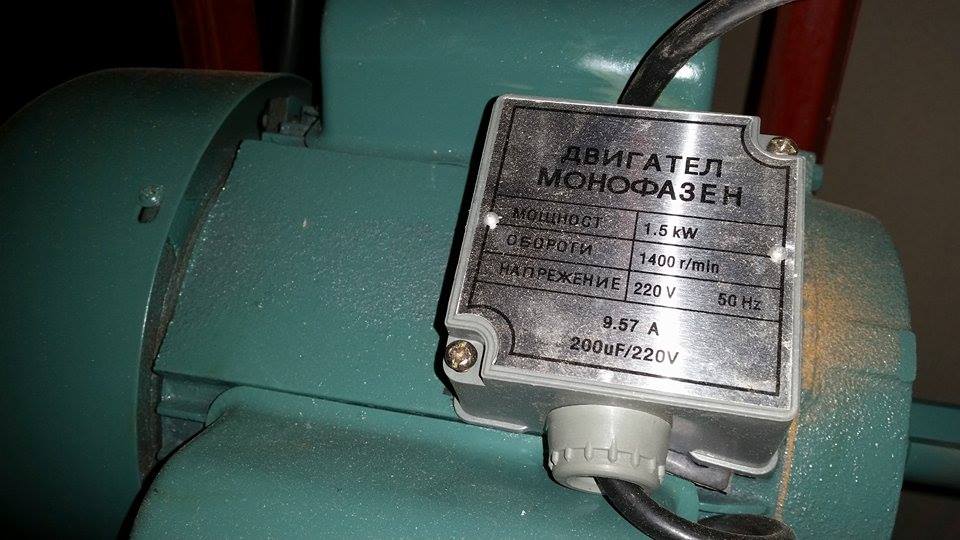 ДВИГАТЕЛ
МОНОФАЗЕН
МОЩНОСТ 1.5 kW
ОБОРОТИ 1400 r/min
НАПРЕЖЕНИЕ 220 V 50 Hz
9.57 A
200uF/220V